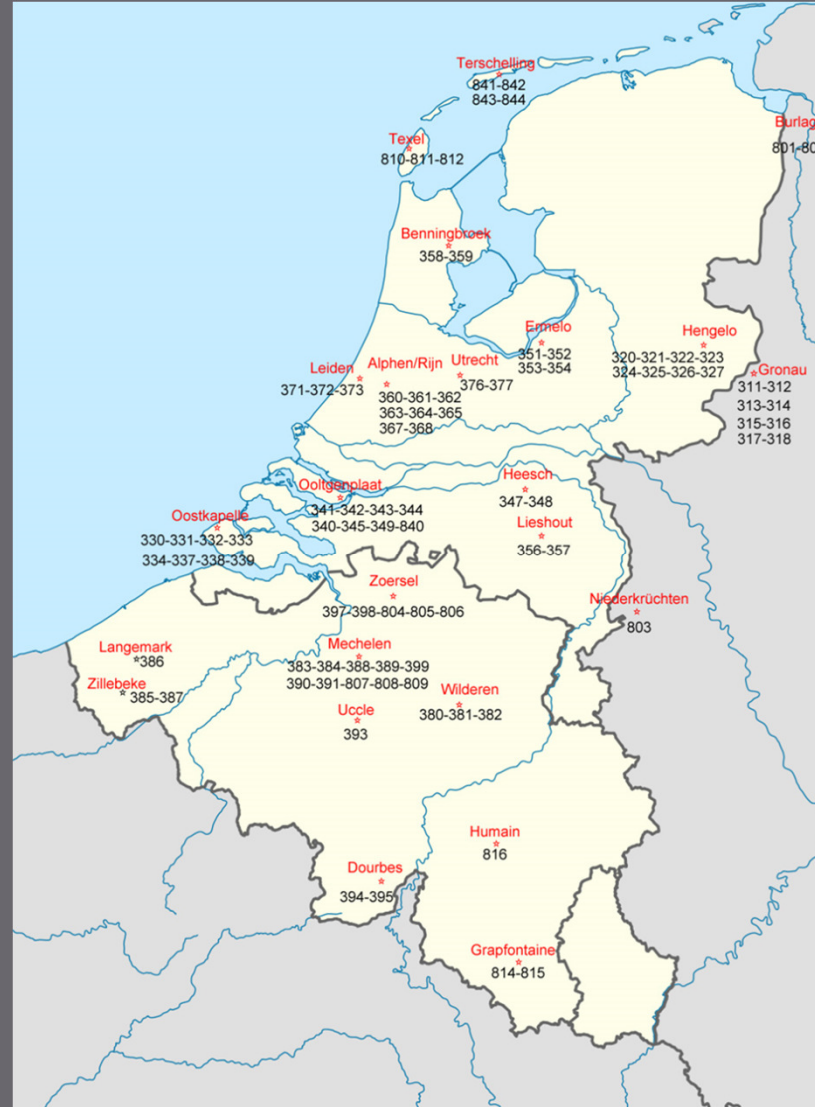 Terschelling
841-842
843-844
Burlag
801-80
Texel
810-811-812
Benningbroek
358-359
Ermelo
351-352
353-354
Hengelo
320-321-322-323
324-325-326-327
Gronau
311-312
313-314
315-316
317-318
Leiden
371-372-373
Alphen/Rijn
360-361-362
363-364-365
367-368
Utrecht
376-377
Heesch
347-348
Ooltgenplaat
341-342-343-344
340-345-349-840
Oostkapelle
330-331-332-333
334-337-338-339
Lieshout
356-357
Zoersel
397-398-804-805-806
Niederkrüchten
803
Langemark
386
Mechelen
383-384-388-389-399
390-391-807-808-809
Zillebeke
385-387
Wilderen
380-381-382
Uccle
393
Humain
816
Dourbes
394-395
Grapfontaine
814-815